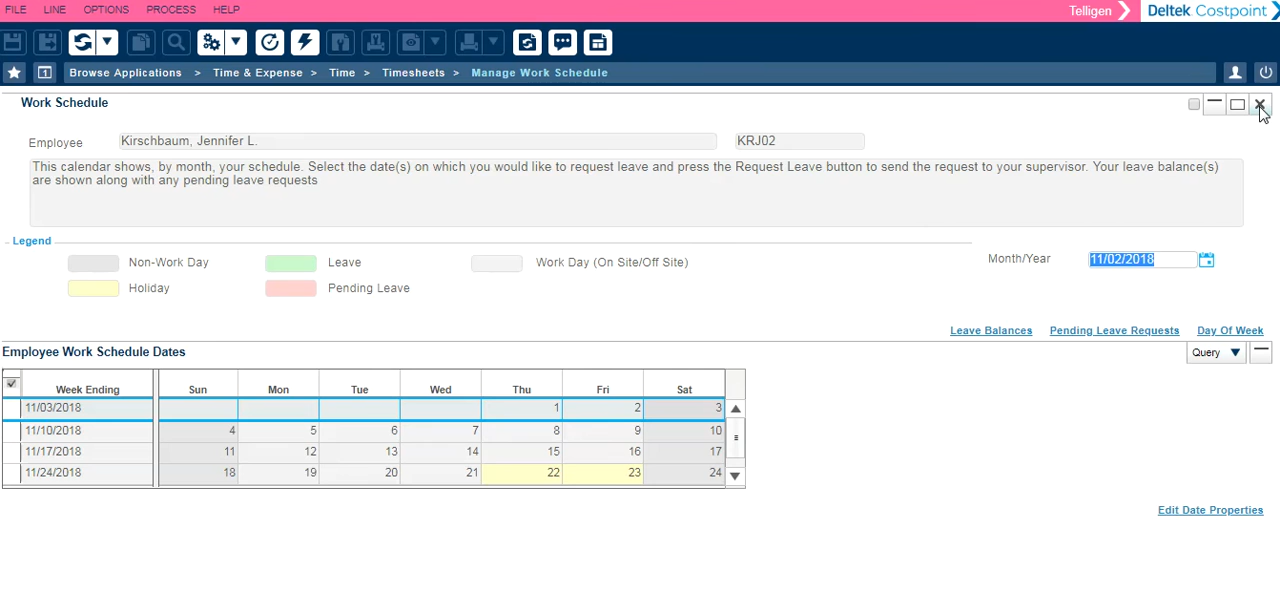 FILE LINE OPTIONS PROCESS HELP Telligen Deltek Costpoint
1 Browse Applications > Time & Expense > Time > Timesheets > Manage Work Schedule
Work Schedule
Employee Kirschbaum, Jennifer L. KRJ02
This calendar shows, by month, your schedule. Select the date(s) on which you would like to request leave and press the Request Leave button to send the request to your supervisor. Your leave balance(s)
are shown along with any pending leave requests
Legend
Non-Work Day Leave Work Day (On Site/Off Site) Month/Year 11/02/2018
Holiday Pending Leave
Leave Balances Pending Leave Requests Day Of Week
Employee Work Schedule Dates Query
Week Ending Sun Mon Tue Wed Thu Fri Sat
11/03/2018 1 2 3
11/10/2018 4 5 6 7 8 9 10
11/17/2018 11 12 13 14 15 16 17
11/24/2018 18 19 20 21 22 23 24
Edit Date Properties